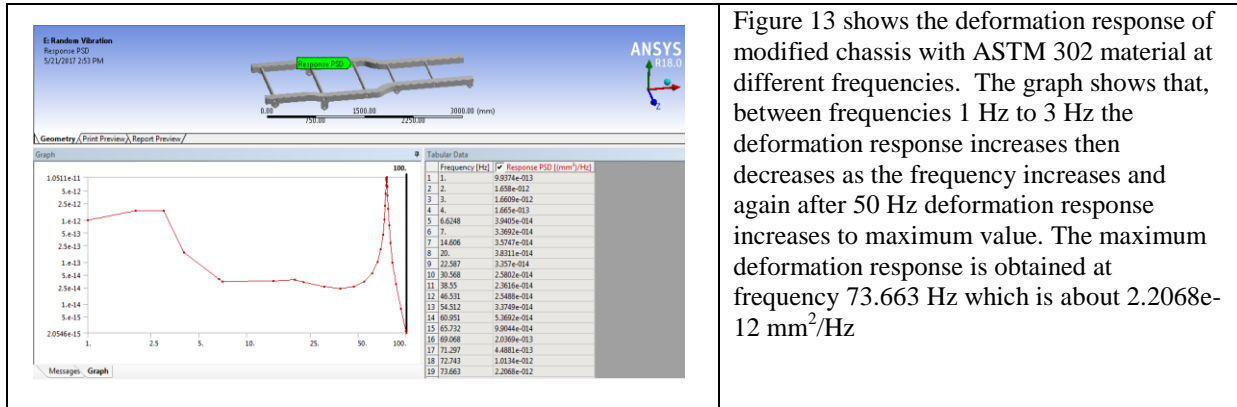 E: Random Vibration
Response PSD
5/21/2017 2:53 PM
Response PSD
ANSYS
R18.0
Z
0.00 1500.00 3000.00 (mm)
750.00 2250.00
Geometry Print Preview Report Preview
Graph
100.
1.0511e-11
5.e-12
2.5e-12
1.e-12
5.e-13
2.5e-13
1.e-13
5.e-14
2.5e-14
1.e-14
5.e-15
2.0546e-15
1. 2.5 5. 10. 25. 50. 100.
Messages Graph
Tabular Data
Frequency [Hz] Response PSD [(mm²)/Hz]
1 1. 9.9374e-013
2 2. 1.658e-012
3 3. 1.6609e-012
4 4. 1.665e-013
5 6.6248 3.9405e-014
6 7. 3.3692e-014
7 14.606 3.5747e-014
8 20. 3.8311e-014
9 22.587 3.357e-014
10 30.568 2.5802e-014
11 38.55 2.3616e-014
12 46.531 2.5488e-014
13 54.512 3.3749e-014
14 60.951 5.3692e-014
15 65.732 9.9044e-014
16 69.068 2.0369e-013
17 71.297 4.4881e-013
18 72.743 1.0134e-012
19 73.663 2.2068e-012
Figure 13 shows the deformation response of
modified chassis with ASTM 302 material at
different frequencies. The graph shows that,
between frequencies 1 Hz to 3 Hz the
deformation response increases then
decreases as the frequency increases and
again after 50 Hz deformation response
increases to maximum value. The maximum
deformation response is obtained at
frequency 73.663 Hz which is about 2.2068e-
12 mm²/Hz